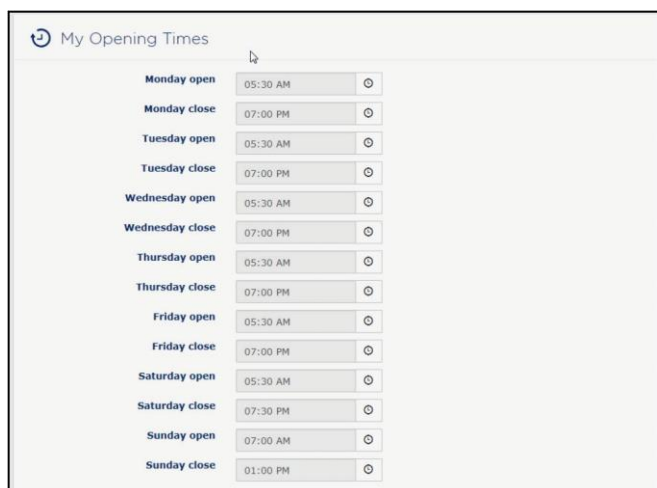 My Opening Times
Monday open 05:30 AM
Monday close 07:00 PM
Tuesday open 05:30 AM
Tuesday close 07:00 PM
Wednesday open 05:30 AM
Wednesday close 07:00 PM
Thursday open 05:30 AM
Thursday close 07:00 PM
Friday open 05:30 AM
Friday close 07:00 PM
Saturday open 05:30 AM
Saturday close 07:30 PM
Sunday open 07:00 AM
Sunday close 01:00 PM